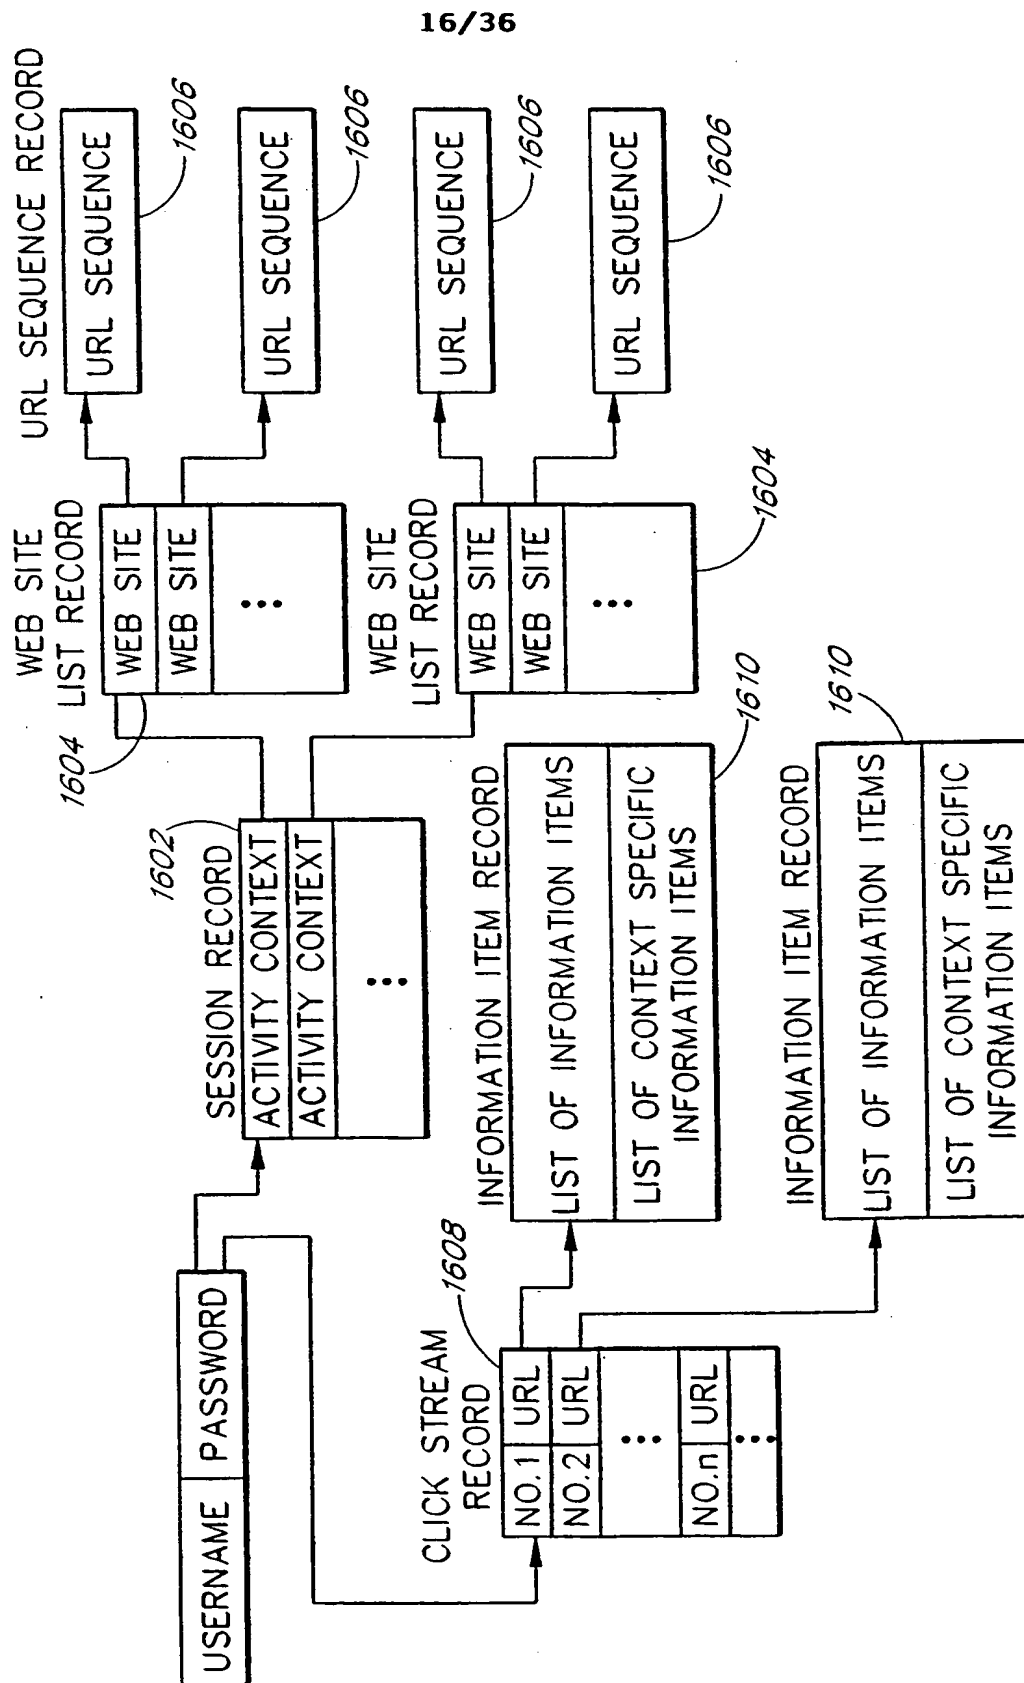 16/36
USERNAME
PASSWORD
SESSION RECORD
1602
ACTIVITY CONTEXT
ACTIVITY CONTEXT
...
WEB SITE
LIST RECORD
1604
WEB SITE
WEB SITE
...
URL SEQUENCE RECORD
URL SEQUENCE
1606
URL SEQUENCE
1606
WEB SITE
LIST RECORD
WEB SITE
WEB SITE
...
1604
URL SEQUENCE
1606
URL SEQUENCE
1606
CLICK STREAM
RECORD
1608
NO.1 URL
NO.2 URL
...
NO.n URL
...
INFORMATION ITEM RECORD
LIST OF INFORMATION ITEMS
LIST OF CONTEXT SPECIFIC
INFORMATION ITEMS
1610
INFORMATION ITEM RECORD
LIST OF INFORMATION ITEMS
LIST OF CONTEXT SPECIFIC
INFORMATION ITEMS
1610